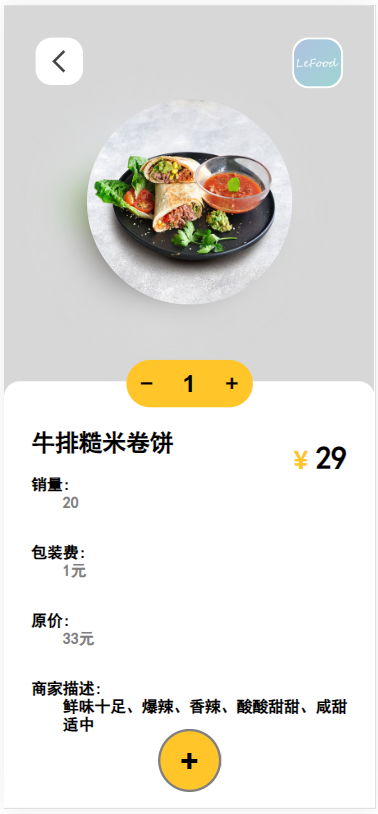 LeFood
− 1 +
牛排糙米卷饼
¥ 29
销量:
20
包装费:
1元
原价:
33元
商家描述:
鲜味十足、爆辣、香辣、酸酸甜甜、咸甜
适中
+